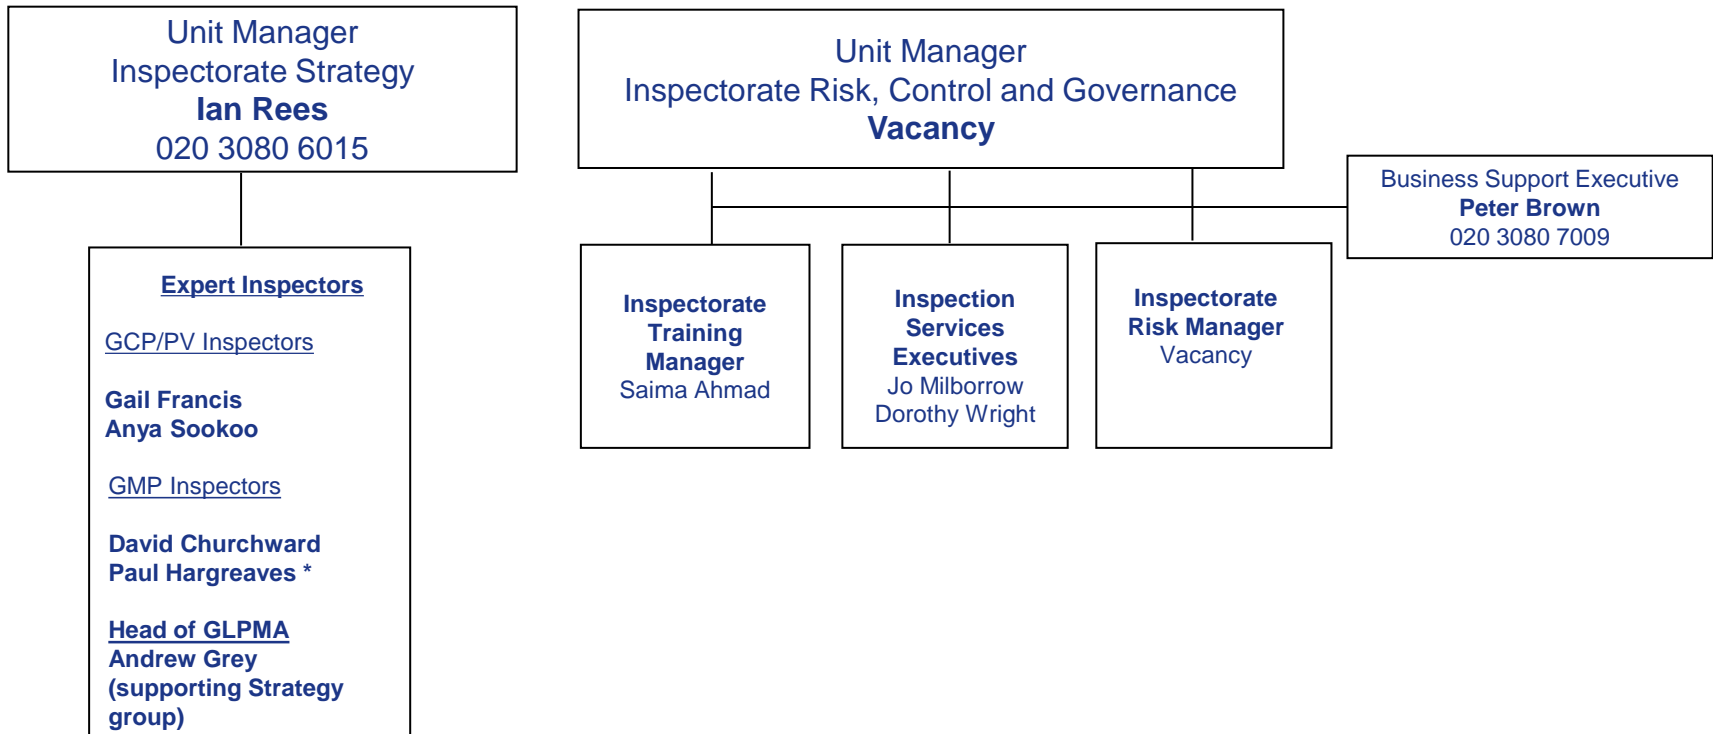 Unit Manager
Inspectorate Strategy
Ian Rees
020 3080 6015
Unit Manager
Inspectorate Risk, Control and Governance
Vacancy
Business Support Executive
Peter Brown
020 3080 7009
Expert Inspectors
GCP/PV Inspectors
Gail Francis
Anya Sookoo
GMP Inspectors
David Churchward
Paul Hargreaves *
Head of GLPMA
Andrew Grey
(supporting Strategy
group)
Inspectorate
Training
Manager
Saima Ahmad
Inspection
Services
Executives
Jo Milborrow
Dorothy Wright
Inspectorate
Risk Manager
Vacancy